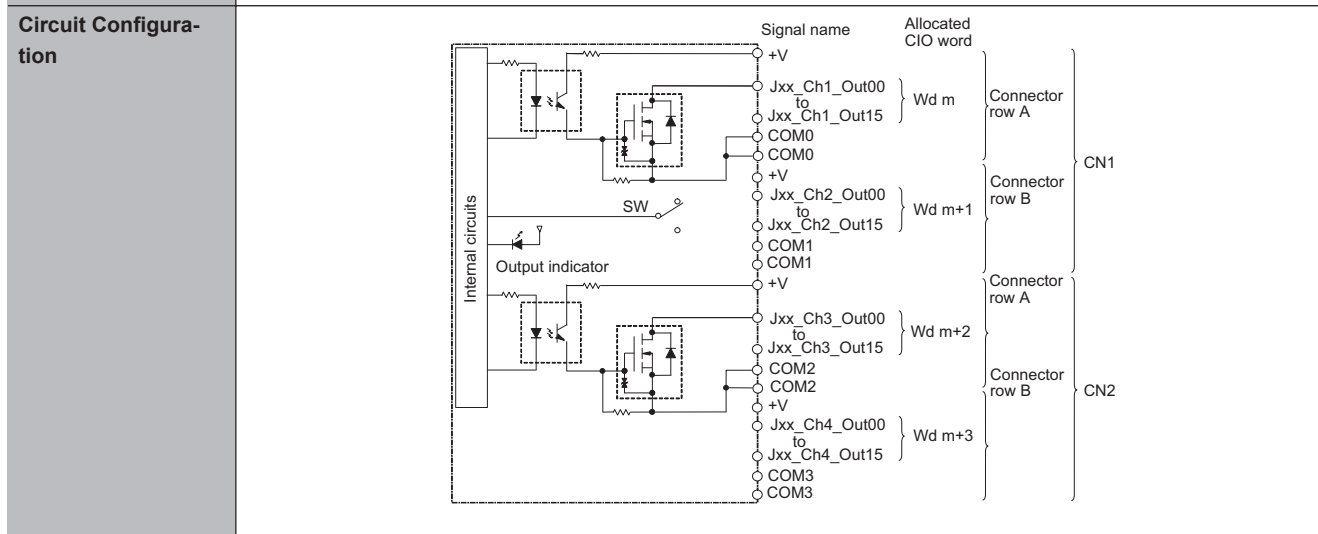 Circuit Configura-
tion
Signal name
Allocated
CIO word
+V
Jxx_Ch1_Out00
to
Jxx_Ch1_Out15
Wd m
Connector
row A
COM0
COM0
CN1
+V
Connector
row B
Jxx_Ch2_Out00
to
Jxx_Ch2_Out15
Wd m+1
SW
COM1
COM1
Internal circuits
Output indicator
+V
Connector
row A
Jxx_Ch3_Out00
to
Jxx_Ch3_Out15
Wd m+2
COM2
COM2
Connector
row B
CN2
+V
Jxx_Ch4_Out00
to
Jxx_Ch4_Out15
Wd m+3
COM3
COM3